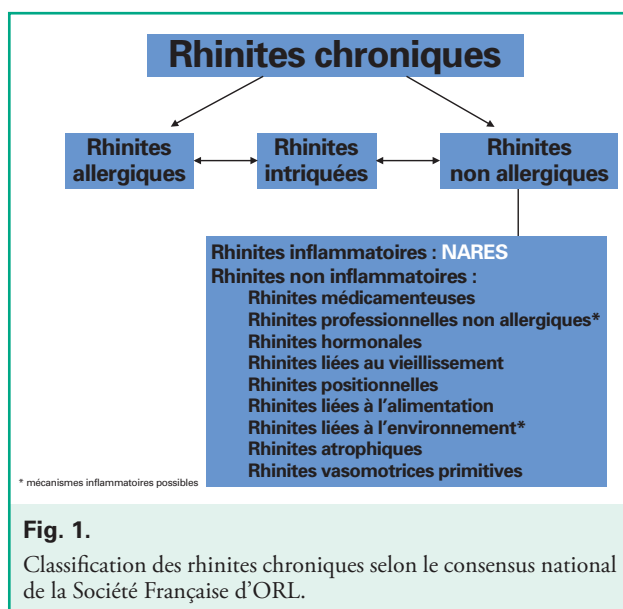 Rhinites chroniques
Rhinites
allergiques
Rhinites
intriquées
Rhinites
non allergiques
Rhinites inflammatoires : NARES
Rhinites non inflammatoires :
Rhinites médicamenteuses
Rhinites professionnelles non allergiques*
Rhinites hormonales
Rhinites liées au vieillissement
Rhinites positionnelles
Rhinites liées à l'alimentation
Rhinites liées à l'environnement*
Rhinites atrophiques
Rhinites vasomotrices primitives
* mécanismes inflammatoires possibles
Fig. 1.
Classification des rhinites chroniques selon le consensus national
de la Société Française d'ORL.